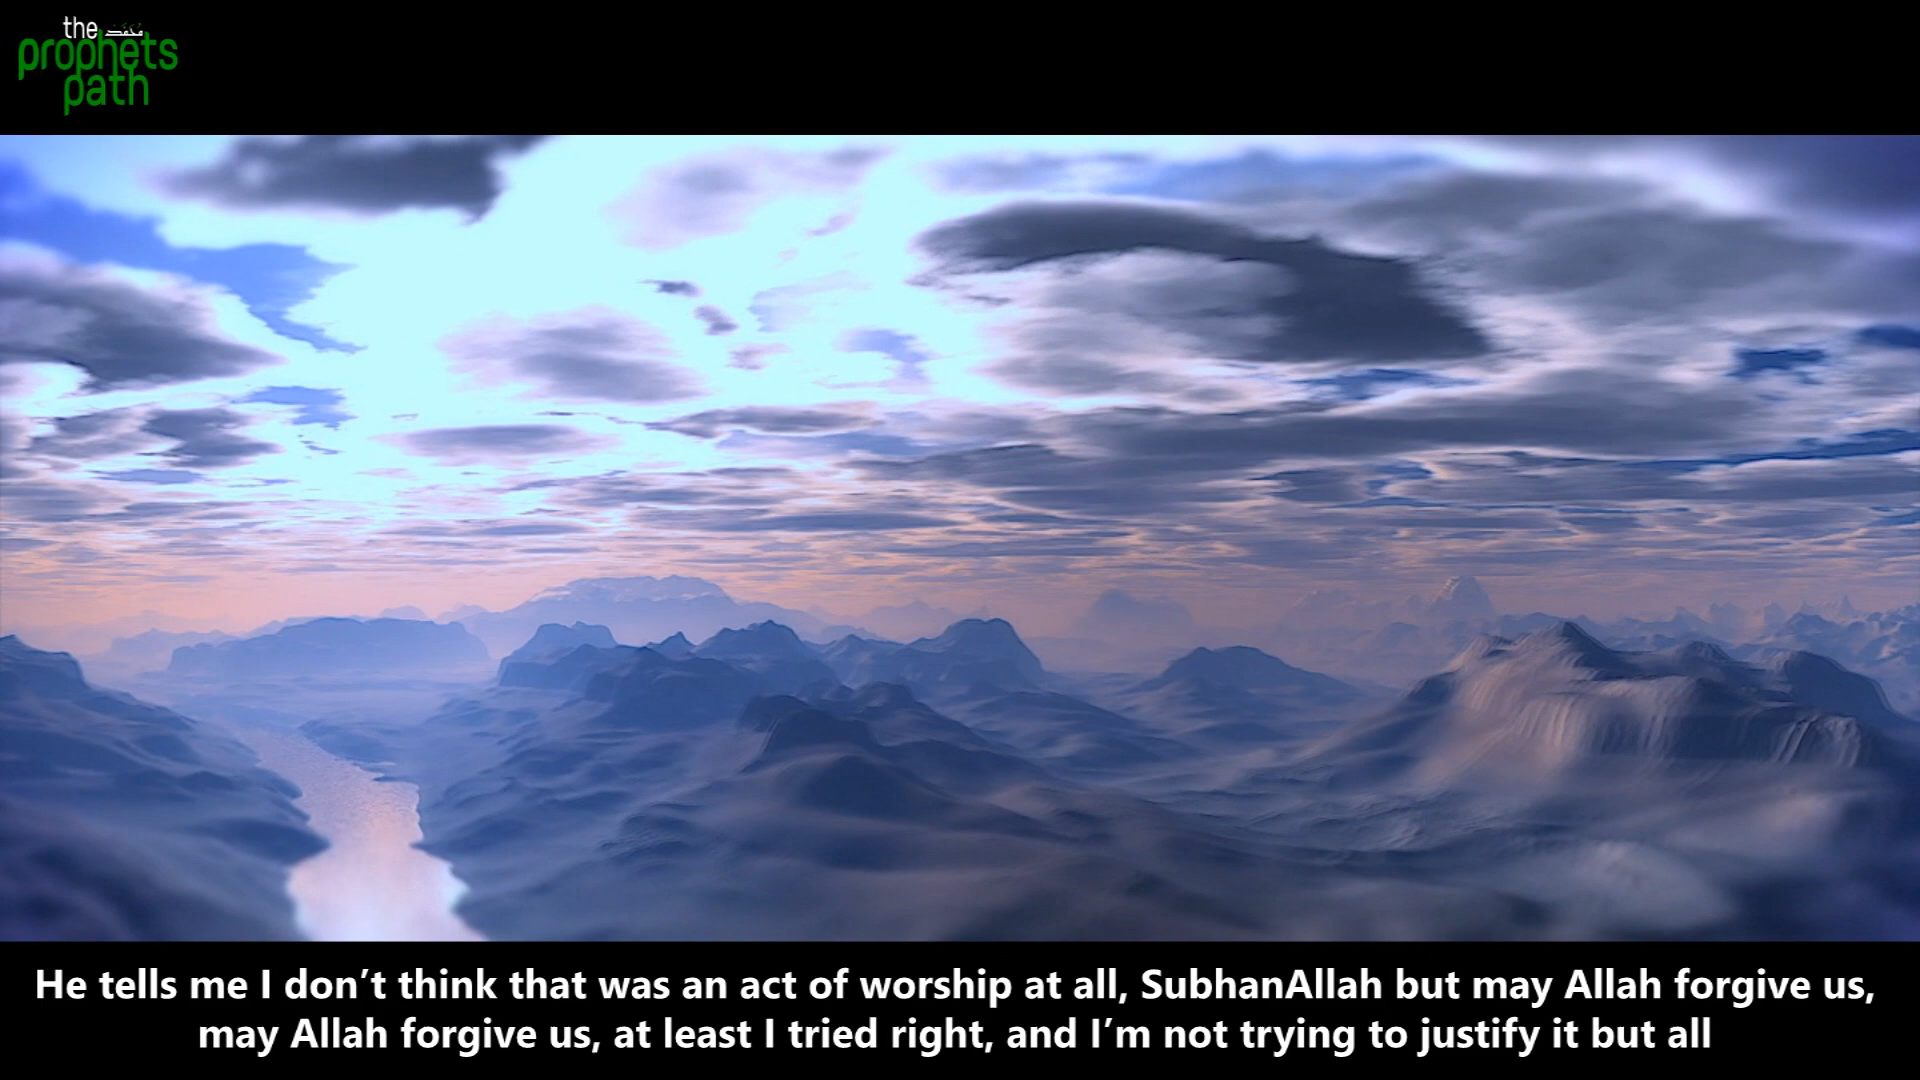 the
prophets
path
He tells me I don’t think that was an act of worship at all, SubhanAllah but may Allah forgive us,
may Allah forgive us, at least I tried right, and I’m not trying to justify it but all